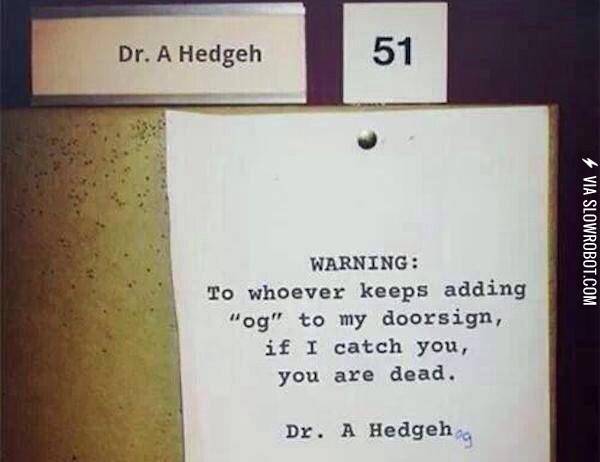 Dr. A Hedgeh
51
WARNING:
To whoever keeps adding
"og" to my doorsign,
if I catch you,
you are dead.
Dr. A Hedgehog
VIA SLOWROBOT.COM